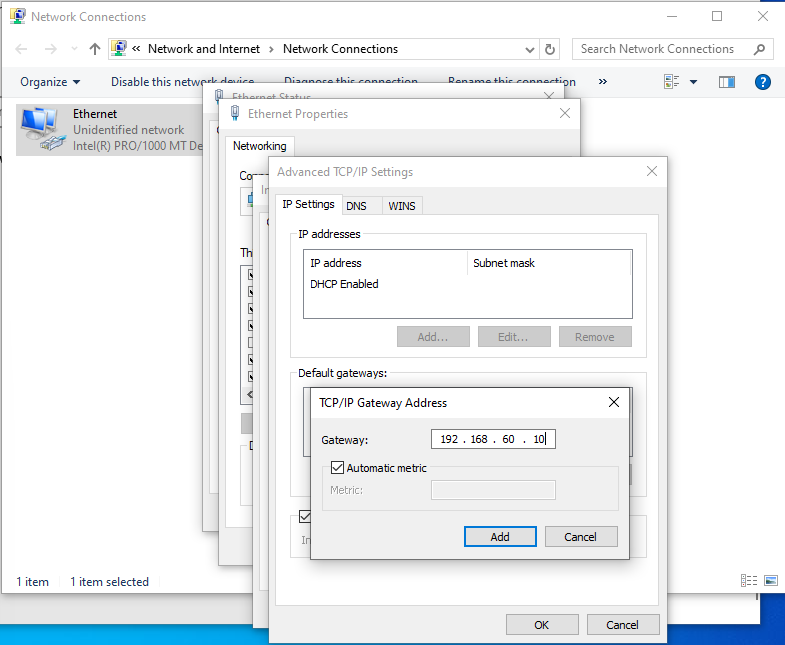 Network Connections
« Network and Internet › Network Connections
Search Network Connections
Organize Disable this network device Diagnose this connection Rename this connection »
Ethernet
Unidentified network
Intel(R) PRO/1000 MT De
Ethernet Status
Ethernet Properties
Networking
Advanced TCP/IP Settings
IP Settings DNS WINS
IP addresses
IP address Subnet mask
DHCP Enabled
Add... Edit... Remove
Default gateways:
TCP/IP Gateway Address
Gateway: 192 . 168 . 60 . 10
Automatic metric
Metric:
Add Cancel
1 item 1 item selected
OK Cancel